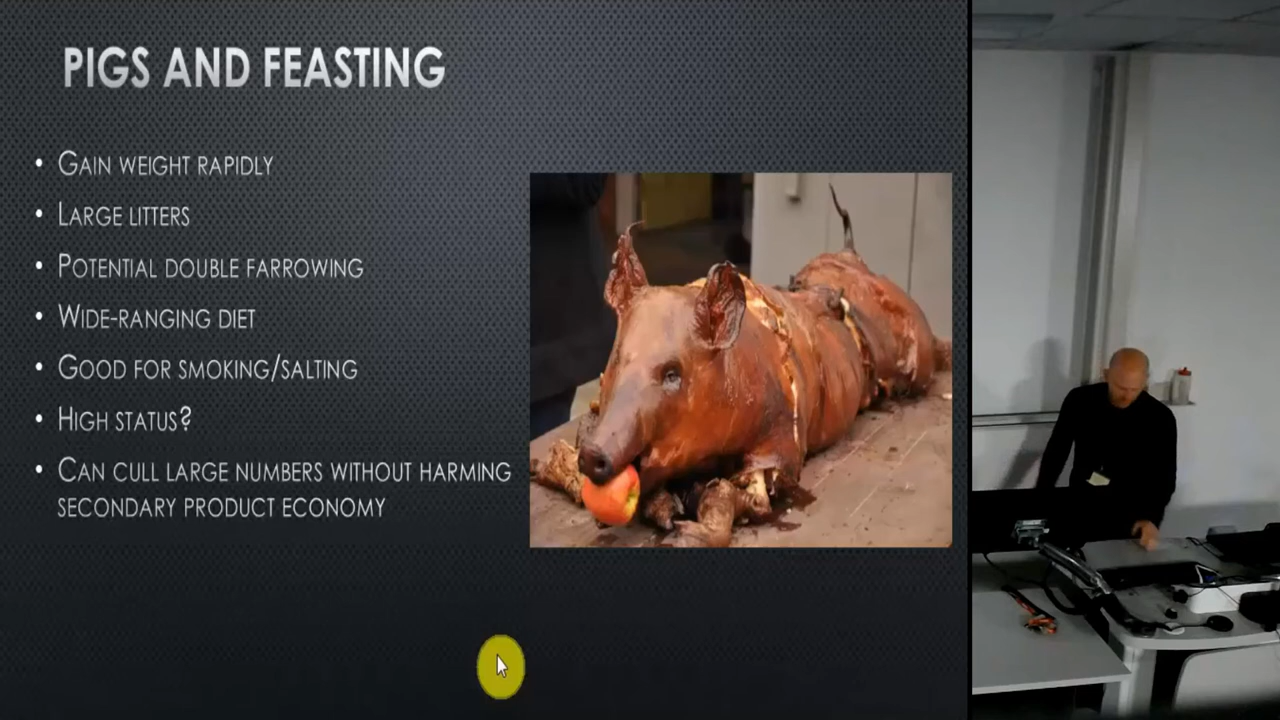 PIGS AND FEASTING
• GAIN WEIGHT RAPIDLY
• LARGE LITTERS
• POTENTIAL DOUBLE FARROWING
• WIDE-RANGING DIET
• GOOD FOR SMOKING/SALTING
• HIGH STATUS?
• CAN CULL LARGE NUMBERS WITHOUT HARMING
SECONDARY PRODUCT ECONOMY